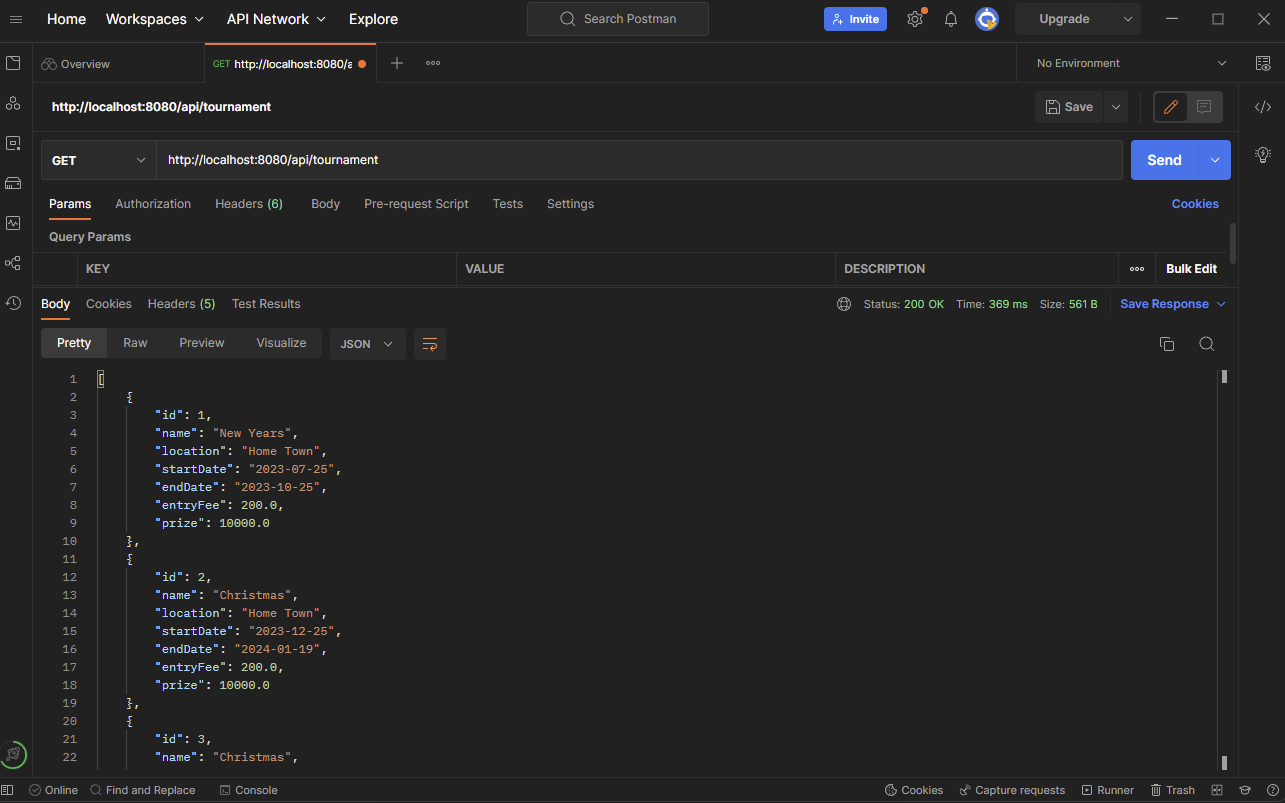 Home Workspaces API Network Explore Search Postman Invite Upgrade
Overview GET http://localhost:8080/a No Environment
http://localhost:8080/api/tournament Save
GET http://localhost:8080/api/tournament Send
Params Authorization Headers (6) Body Pre-request Script Tests Settings Cookies
Query Params
KEY VALUE DESCRIPTION Bulk Edit
Body Cookies Headers (5) Test Results Status: 200 OK Time: 369 ms Size: 561 B Save Response
Pretty Raw Preview Visualize JSON
1 [
2 {
3 "id": 1,
4 "name": "New Years",
5 "location": "Home Town",
6 "startDate": "2023-07-25",
7 "endDate": "2023-10-25",
8 "entryFee": 200.0,
9 "prize": 10000.0
10 },
11 {
12 "id": 2,
13 "name": "Christmas",
14 "location": "Home Town",
15 "startDate": "2023-12-25",
16 "endDate": "2024-01-19",
17 "entryFee": 200.0,
18 "prize": 10000.0
19 },
20 {
21 "id": 3,
22 "name": "Christmas",
Online Find and Replace Console Cookies Capture requests Runner Trash